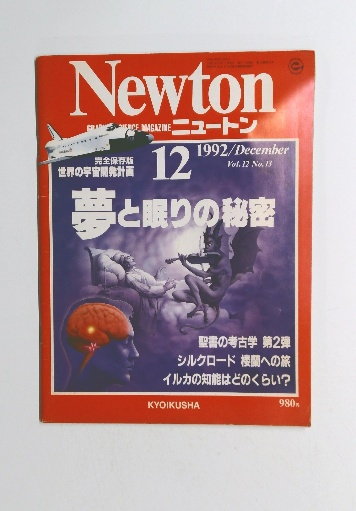 Newton
GRAPHIC SCIENCE MAGAZINE ニュートン
完全保存版
世界の宇宙開発計画
12
1992/December
Vol.12 No.13
夢と眠りの秘密
聖書の考古学 第2弾
シルクロード 楼蘭への旅
イルカの知能はどのくらい?
KYOIKUSHA
980円